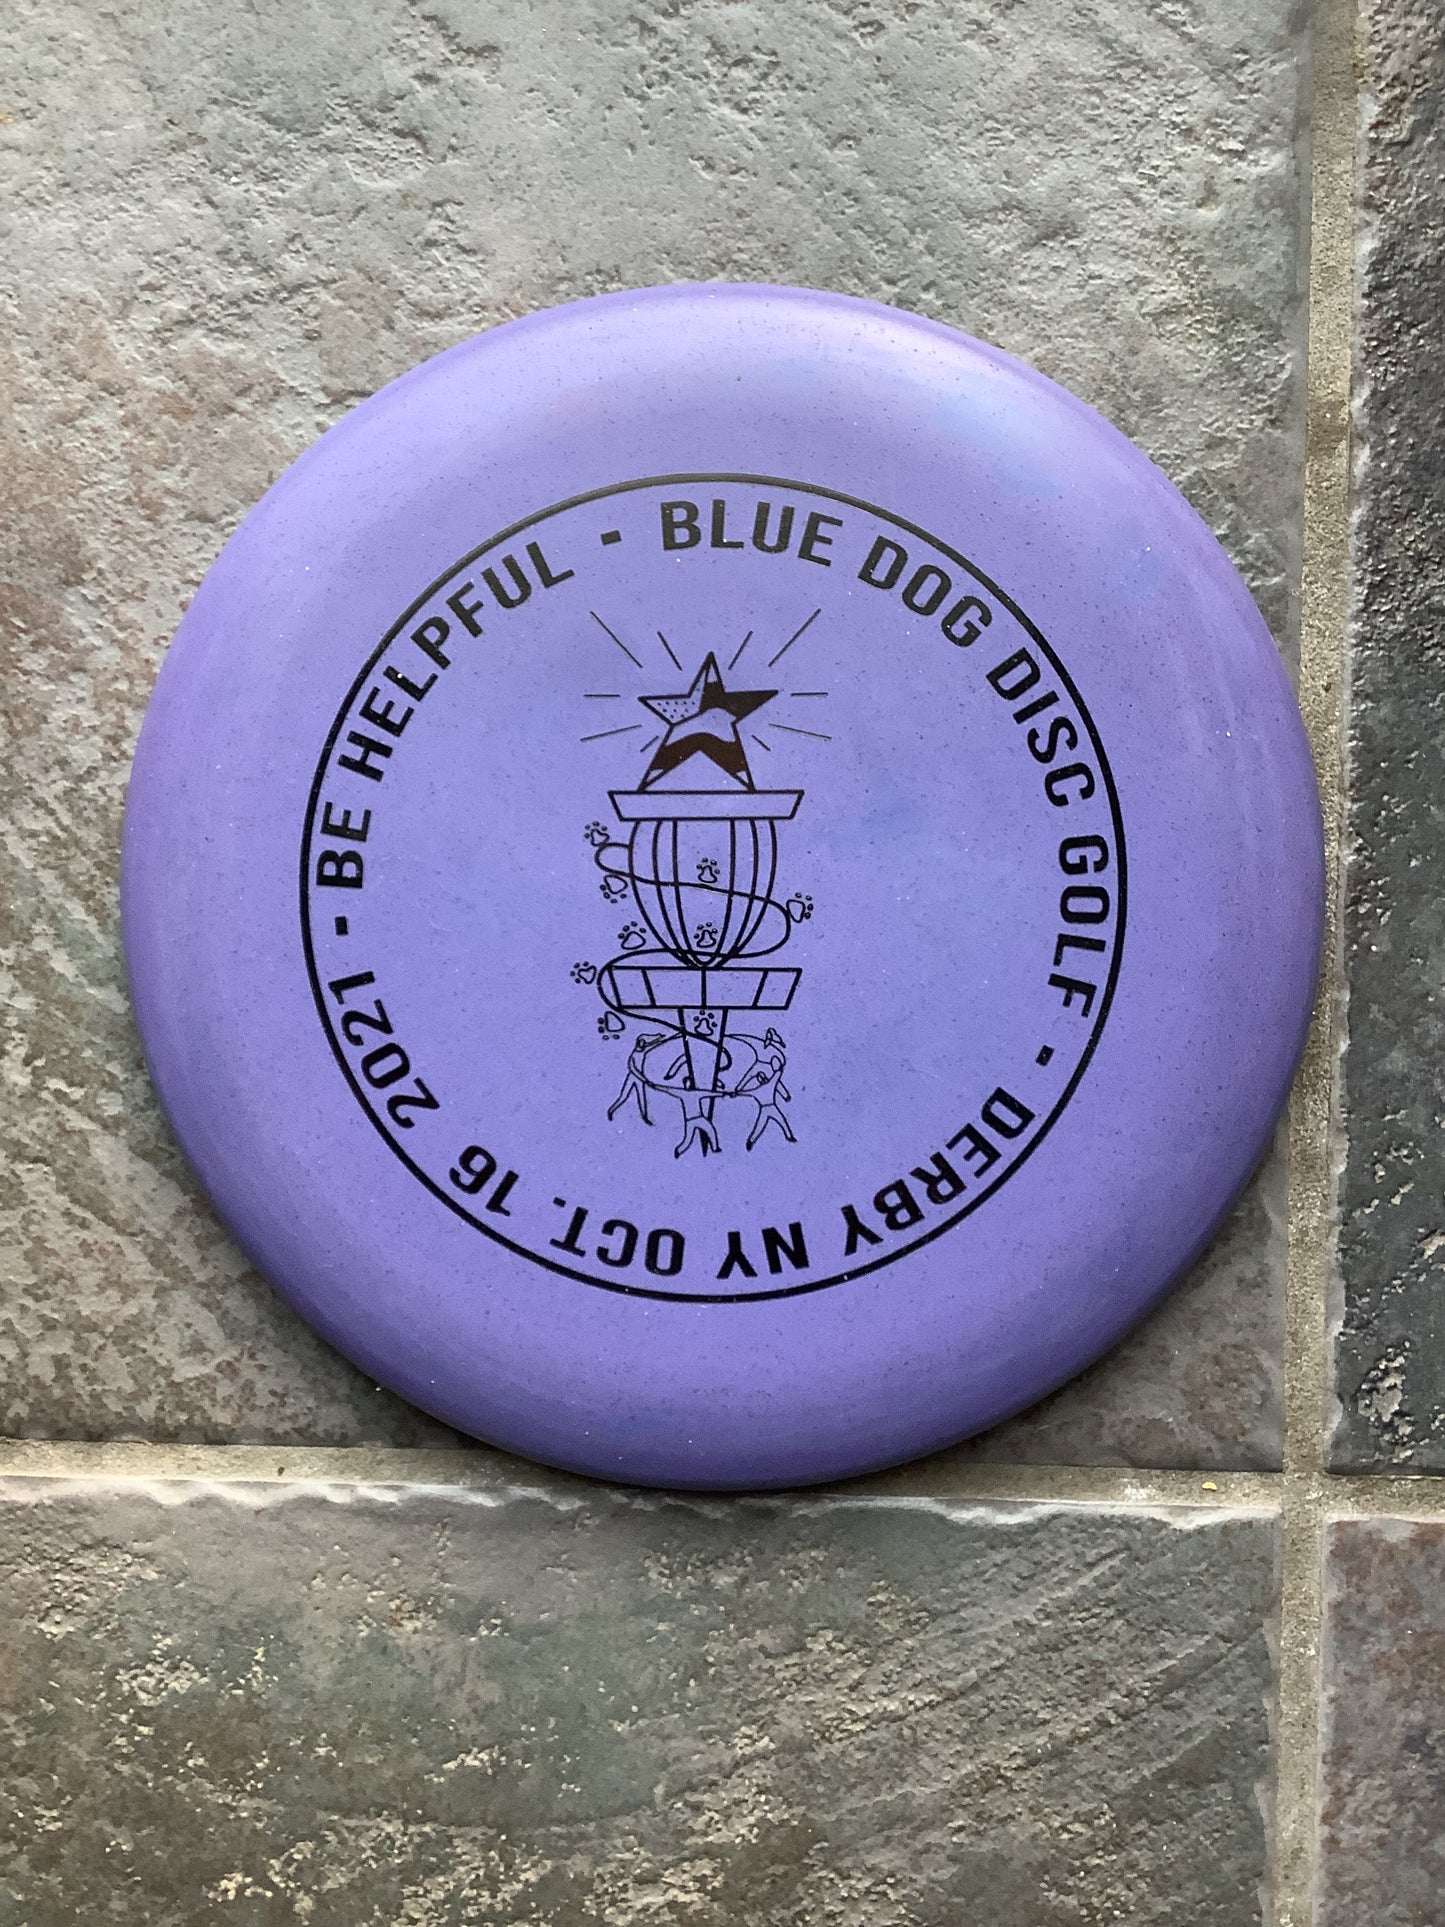 BE HELPFUL - BLUE DOG DISC GOLF - DERBY NY OCT. 16 2021 -